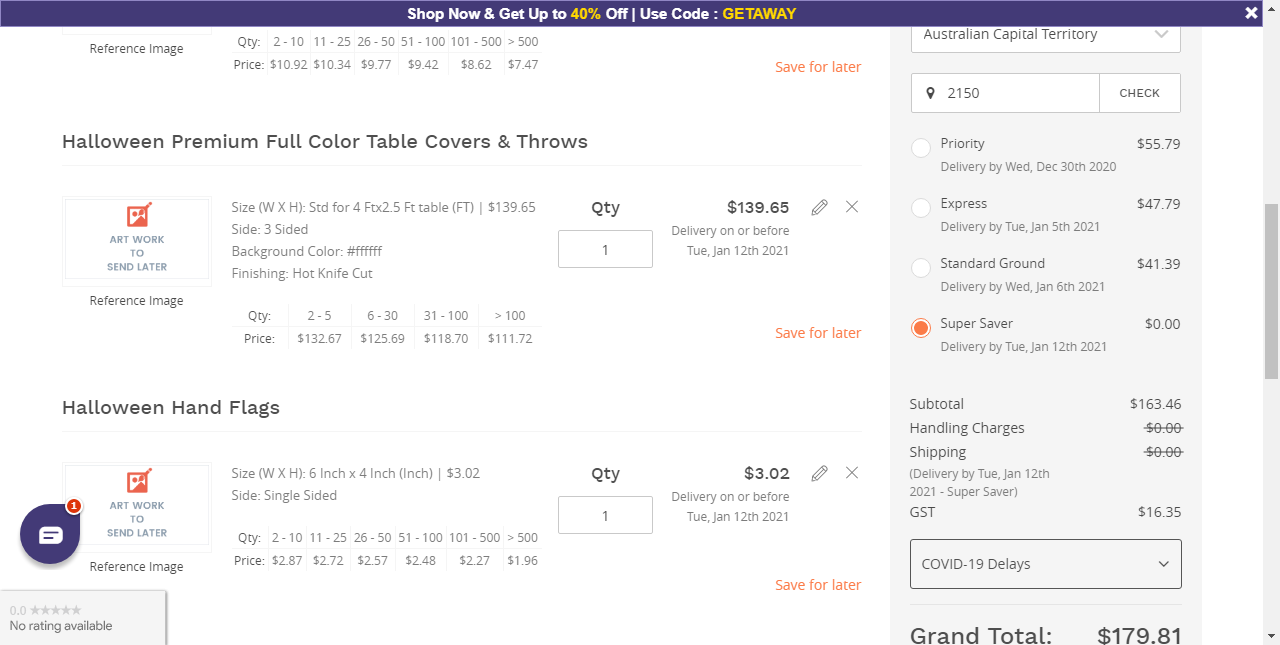 Shop Now & Get Up to 40% Off | Use Code : GETAWAY
Reference Image
Qty: 2 - 10 11 - 25 26 - 50 51 - 100 101 - 500 > 500
Price: $10.92 $10.34 $9.77 $9.42 $8.62 $7.47
Save for later
Halloween Premium Full Color Table Covers & Throws
ART WORK
TO
SEND LATER
Reference Image
Size (W X H): Std for 4 Ftx2.5 Ft table (FT) | $139.65
Side: 3 Sided
Background Color: #ffffff
Finishing: Hot Knife Cut
Qty
1
$139.65
Delivery on or before
Tue, Jan 12th 2021
Qty: 2 - 5 6 - 30 31 - 100 > 100
Price: $132.67 $125.69 $118.70 $111.72
Save for later
Halloween Hand Flags
ART WORK
TO
SEND LATER
Reference Image
Size (W X H): 6 Inch x 4 Inch (Inch) | $3.02
Side: Single Sided
Qty
1
$3.02
Delivery on or before
Tue, Jan 12th 2021
Qty: 2 - 10 11 - 25 26 - 50 51 - 100 101 - 500 > 500
Price: $2.87 $2.72 $2.57 $2.48 $2.27 $1.96
Save for later
1
0.0
No rating available
Australian Capital Territory
2150 CHECK
Priority $55.79
Delivery by Wed, Dec 30th 2020
Express $47.79
Delivery by Tue, Jan 5th 2021
Standard Ground $41.39
Delivery by Wed, Jan 6th 2021
Super Saver $0.00
Delivery by Tue, Jan 12th 2021
Subtotal $163.46
Handling Charges $0.00
Shipping $0.00
(Delivery by Tue, Jan 12th
2021 - Super Saver)
GST $16.35
COVID-19 Delays
Grand Total: $179.81